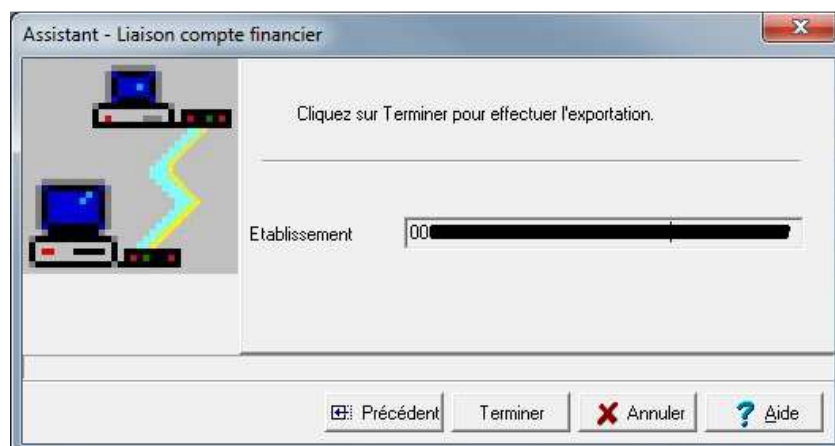 Assistant - Liaison compte financier
Cliquez sur Terminer pour effectuer l'exportation.
Etablissement 00
Précédent Terminer Annuler Aide